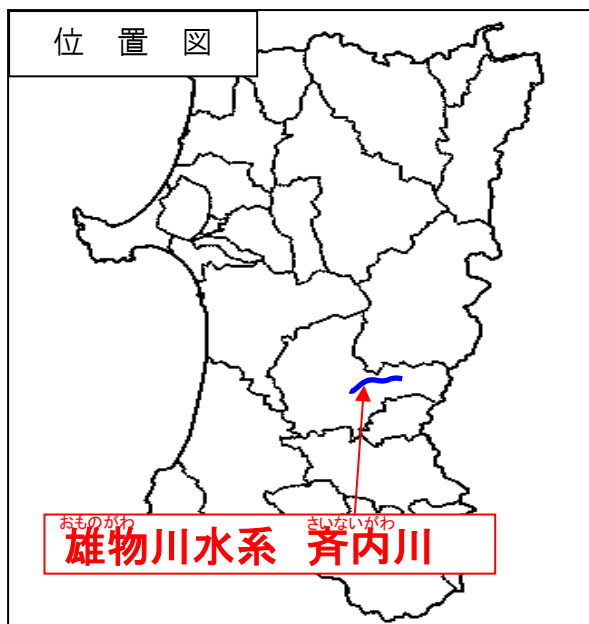 位 置 図
おものがわ さいないがわ
雄物川水系 斉内川